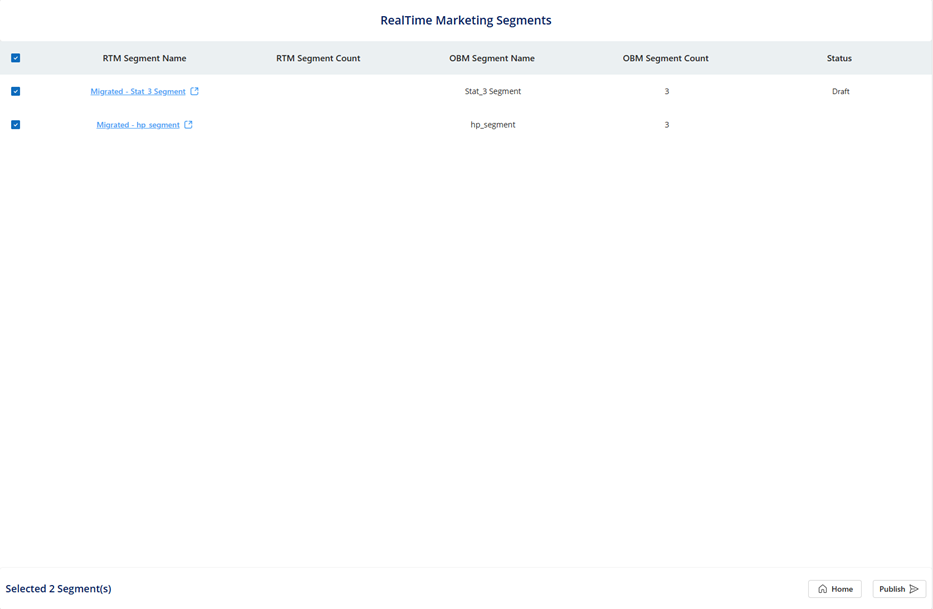 RealTime Marketing Segments
RTM Segment Name RTM Segment Count OBM Segment Name OBM Segment Count Status
Migrated - Stat_3 Segment Stat_3 Segment 3 Draft
Migrated - hp_segment hp_segment 3
Selected 2 Segment(s) Home Publish